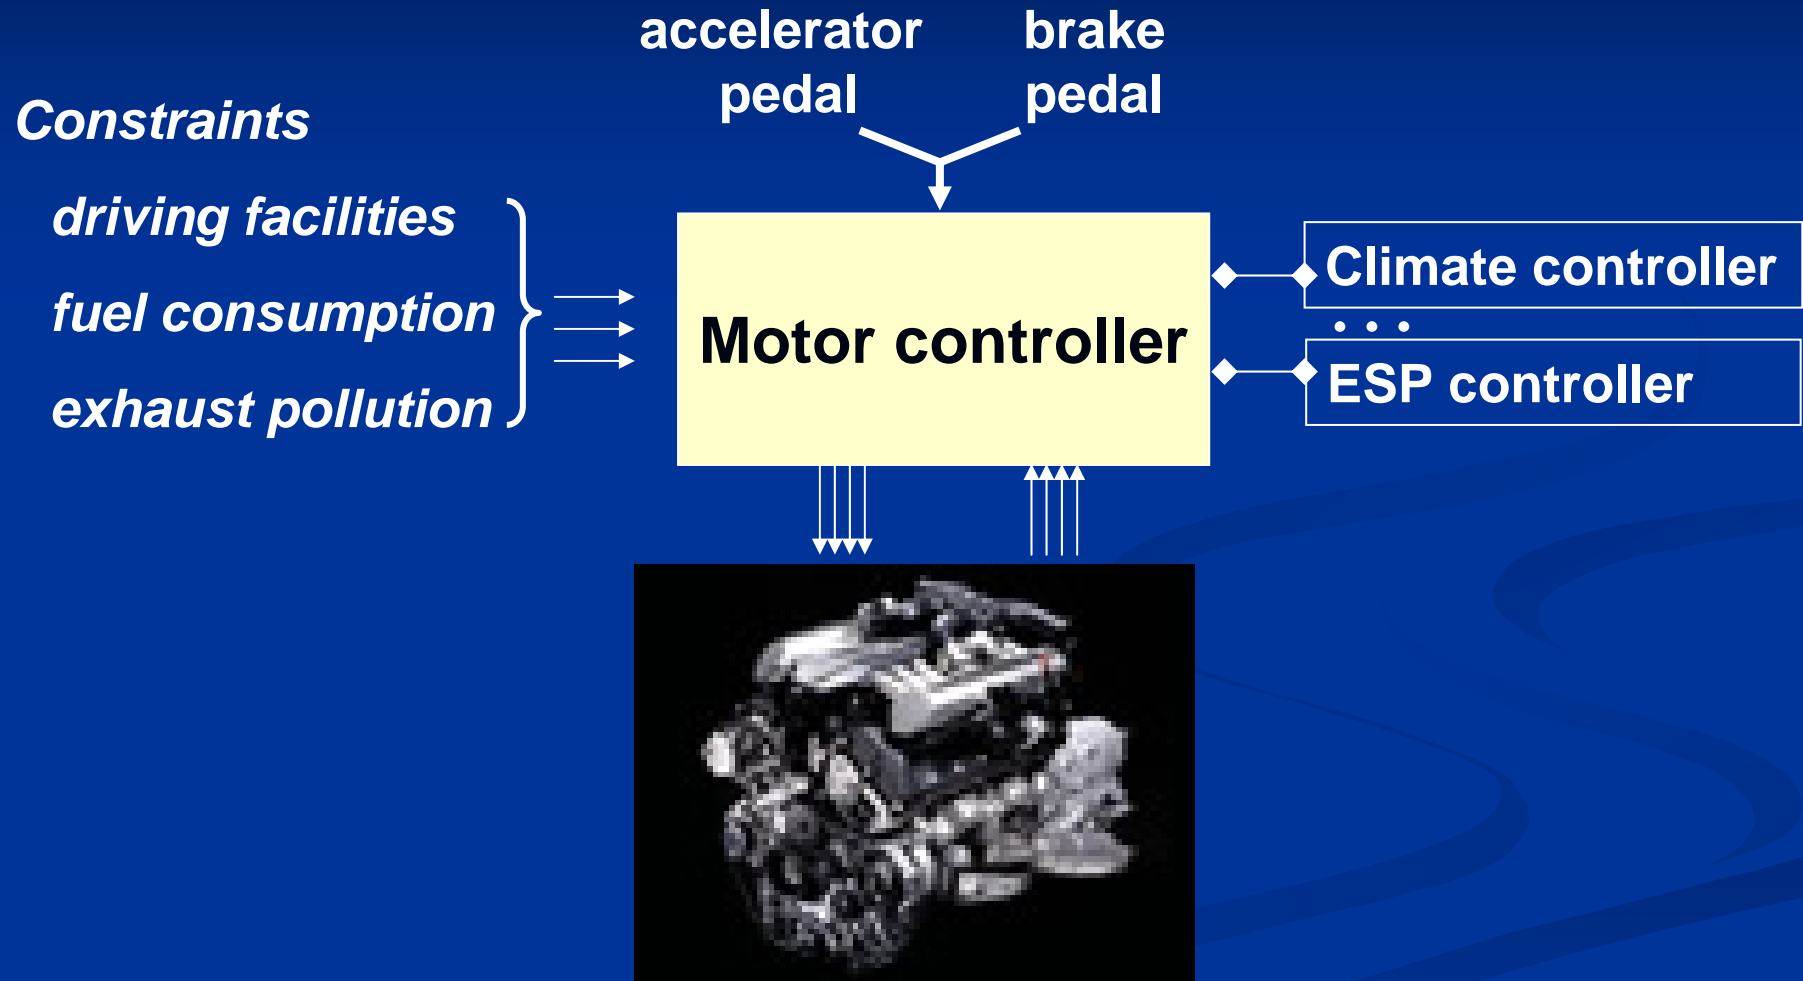 accelerator
pedal
brake
pedal
Constraints
driving facilities
fuel consumption
exhaust pollution
Motor controller
Climate controller
. . .
ESP controller